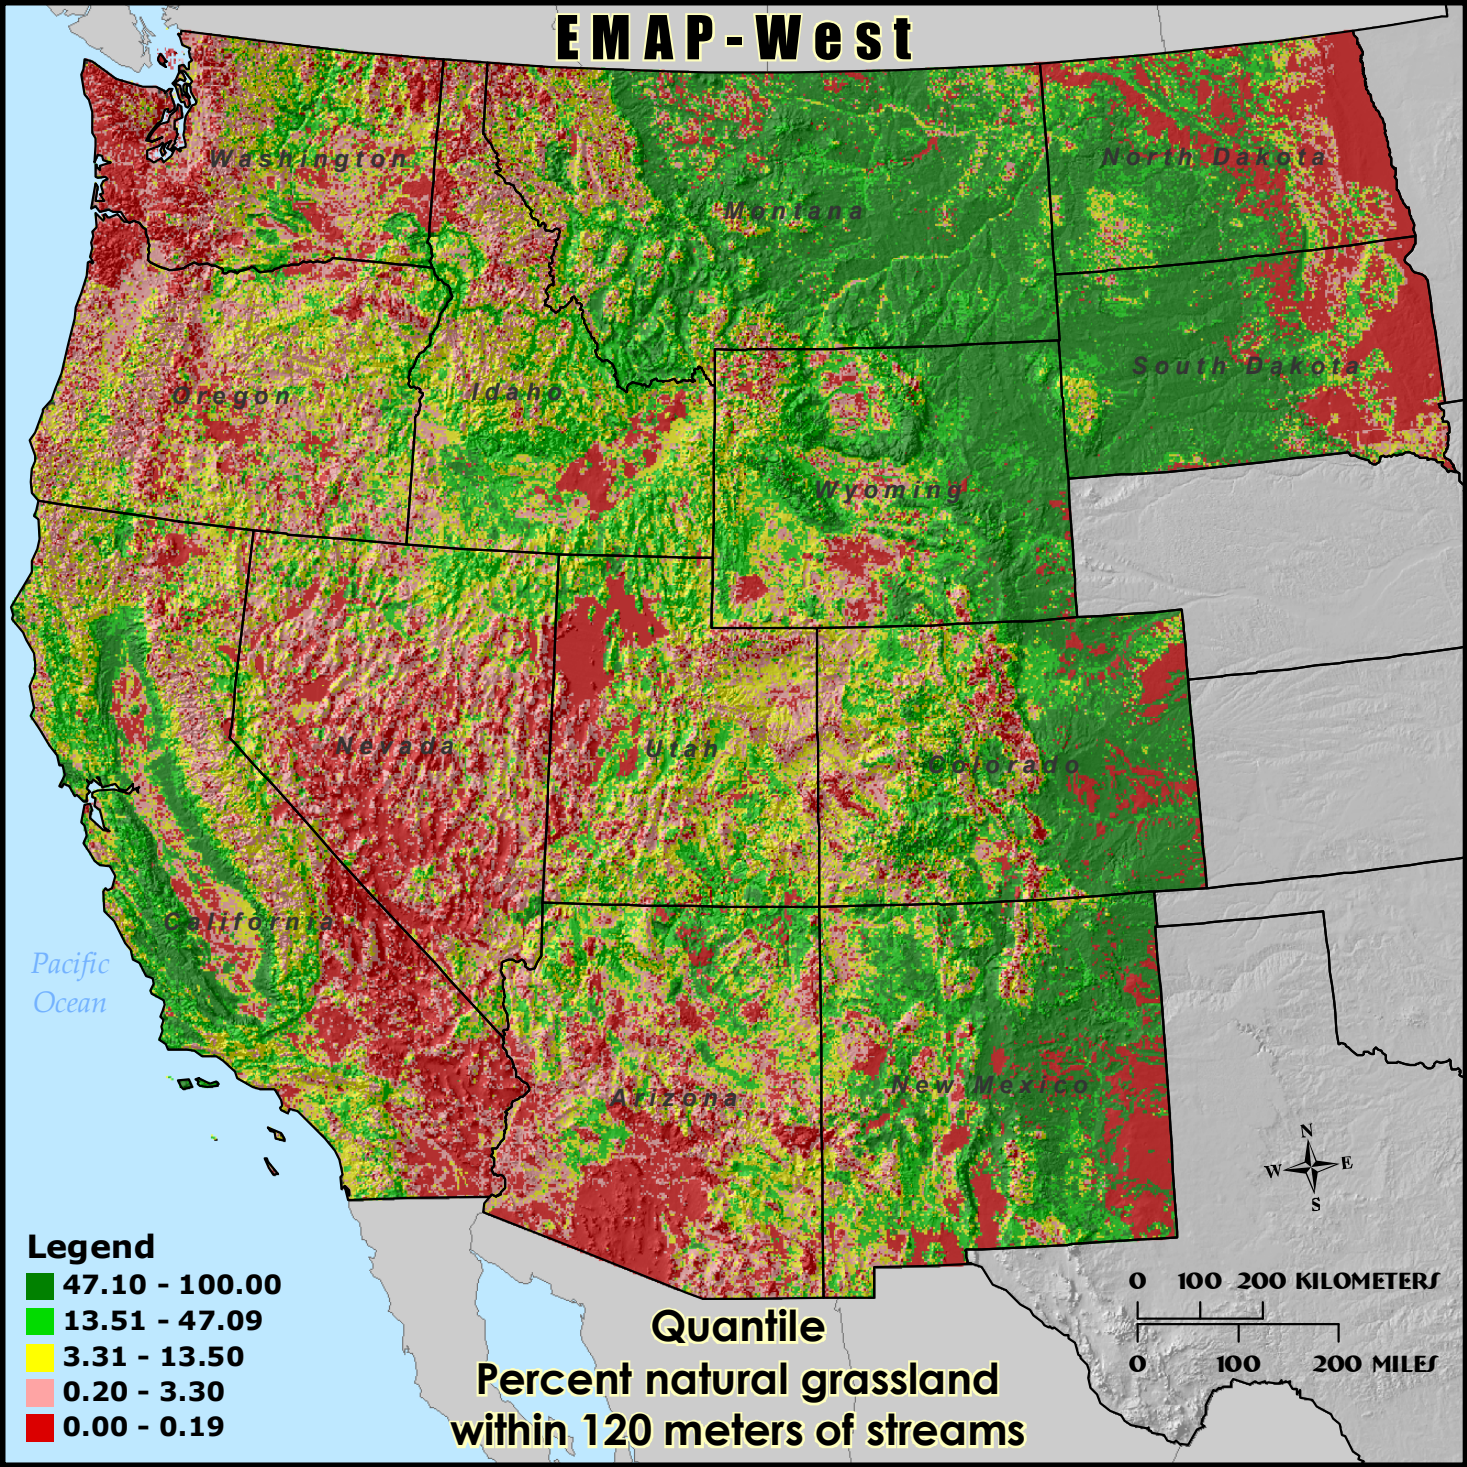 EMAP-West
Washington
North Dakota
Montana
South Dakota
Oregon
Idaho
Wyoming
Nevada
Utah
Colorado
California
Pacific
Ocean
Arizona
New Mexico
N
W E
S
Legend
47.10 - 100.00
13.51 - 47.09
3.31 - 13.50
0.20 - 3.30
0.00 - 0.19
Quantile
Percent natural grassland
within 120 meters of streams
0 100 200 KILOMETERS
0 100 200 MILES